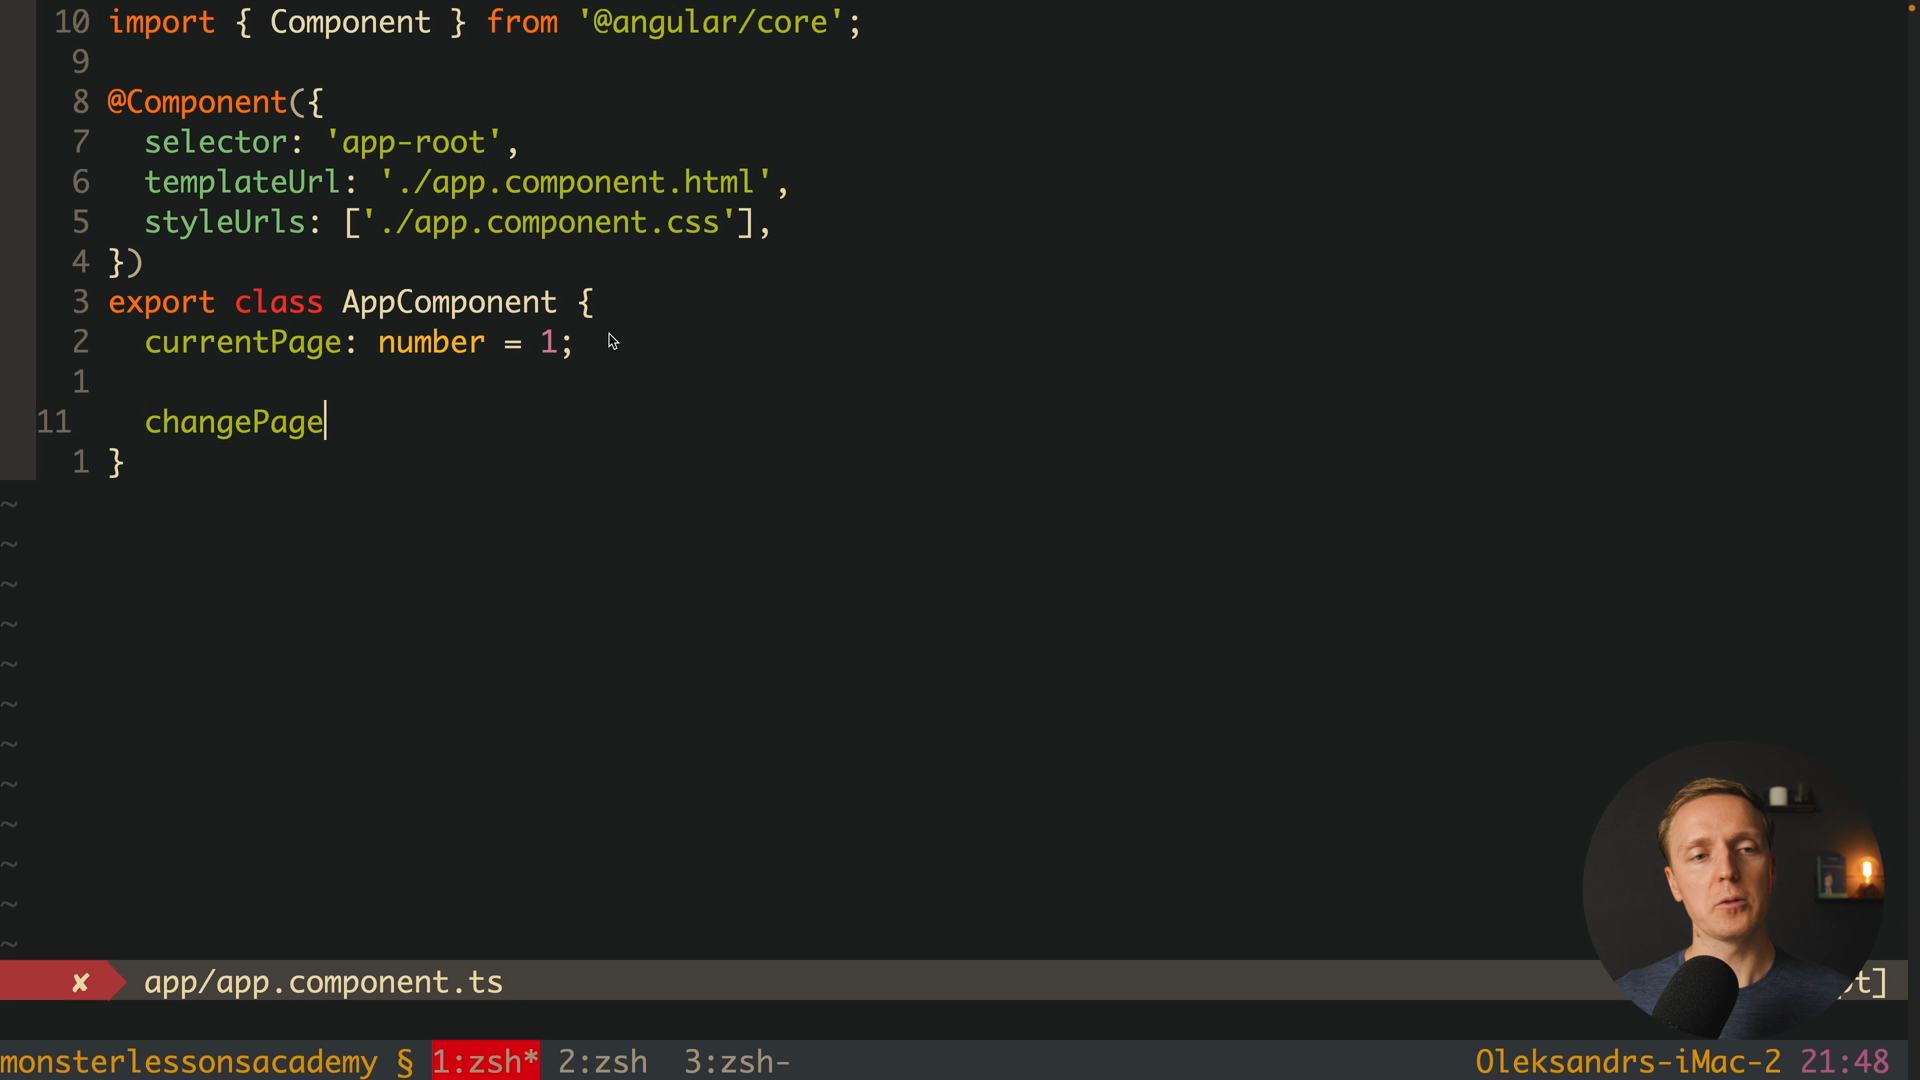 10 import { Component } from '@angular/core';
9
8 @Component({
7   selector: 'app-root',
6   templateUrl: './app.component.html',
5   styleUrls: ['./app.component.css'],
4 })
3 export class AppComponent {
2   currentPage: number = 1;
1
11   changePage
1 }
~
~
~
~
~
~
~
~
~
~
~
~
✘ app/app.component.ts pt]
monsterlessonsacademy § 1:zsh* 2:zsh 3:zsh- Oleksandrs-iMac-2 21:48